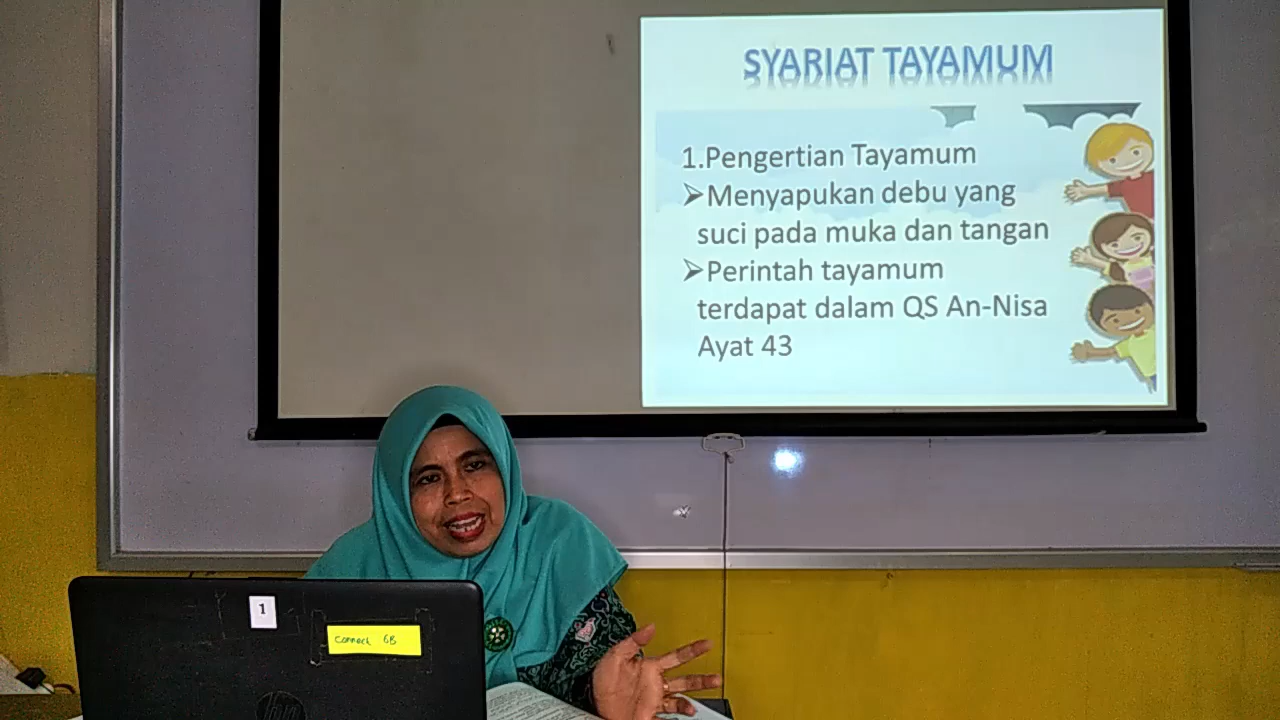 SYARIAT TAYAMUM
1.Pengertian Tayamum
➢Menyapukan debu yang
suci pada muka dan tangan
➢Perintah tayamum
terdapat dalam QS An-Nisa
Ayat 43
1
Connect 6B